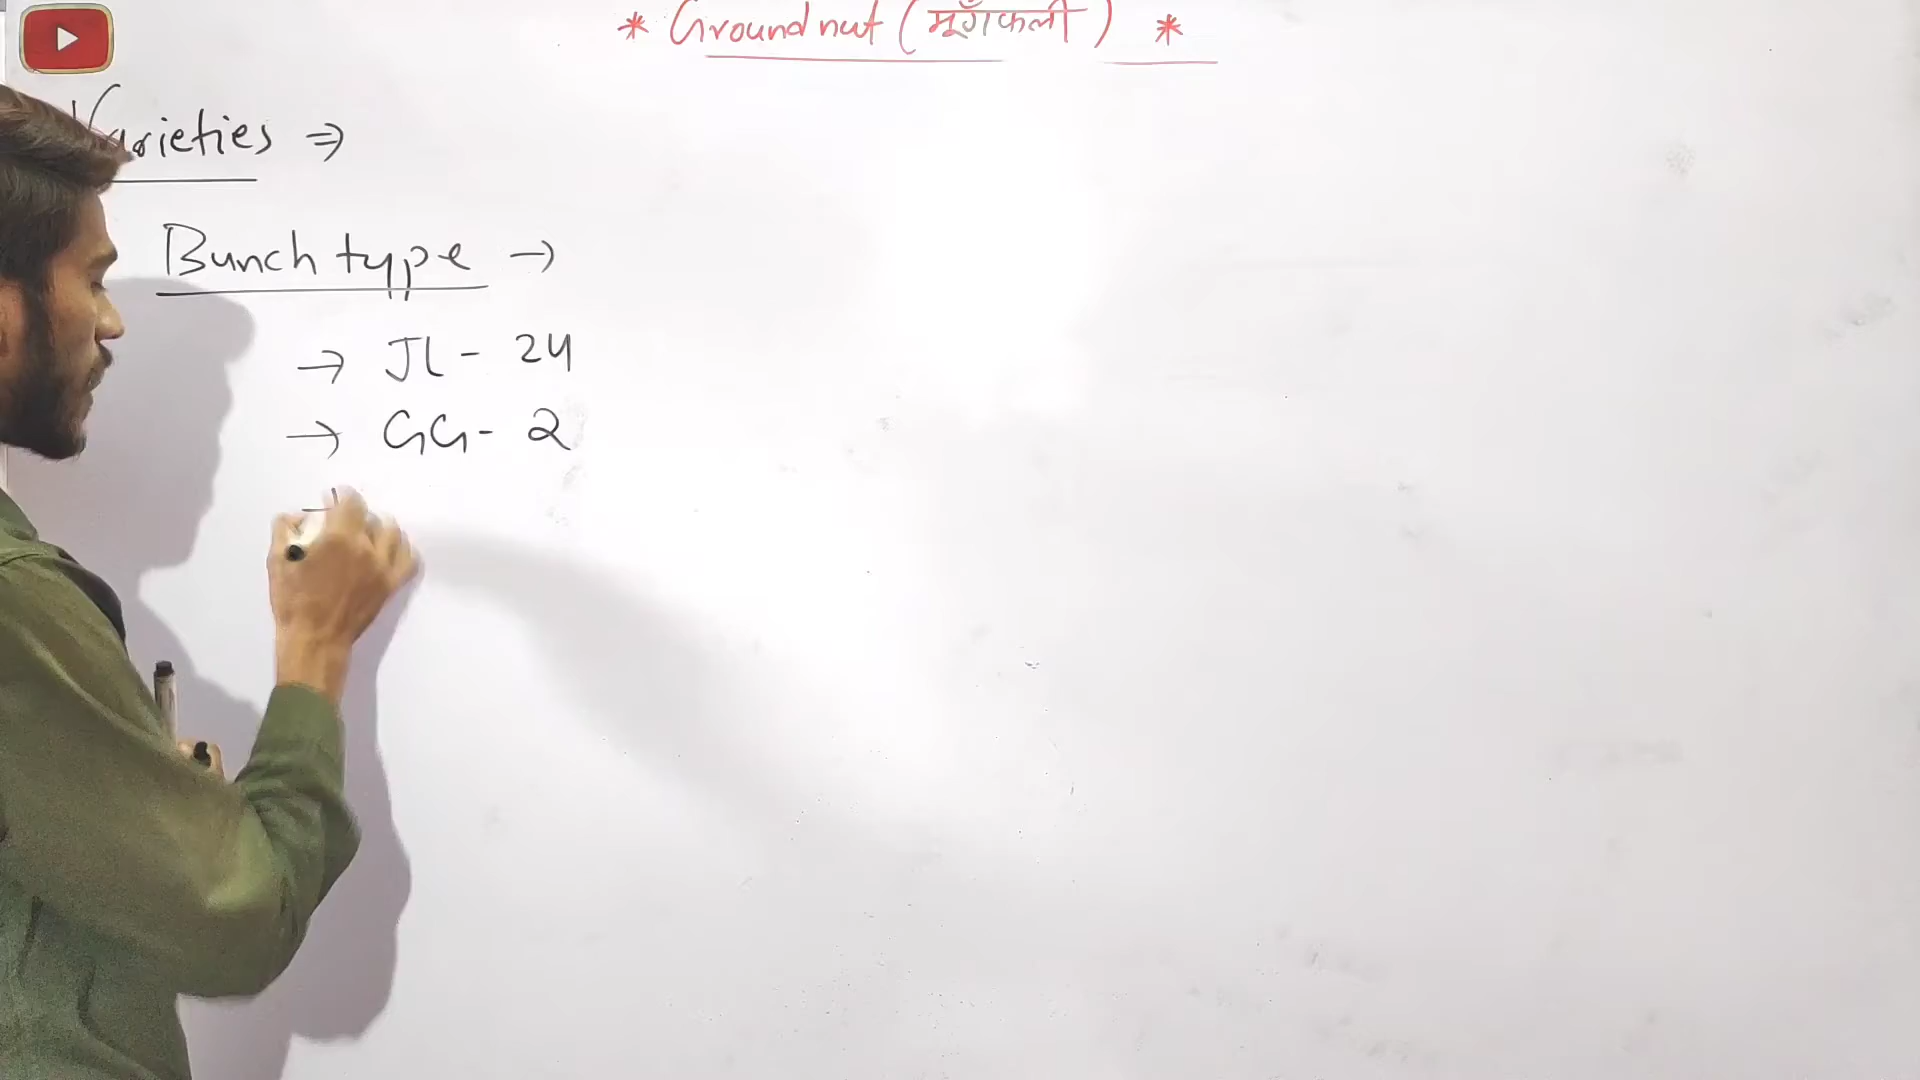 * Groundnut (मूँगफली) *
Varieties ⇒
Bunch type →
→ JL - 24
→ GG - 2